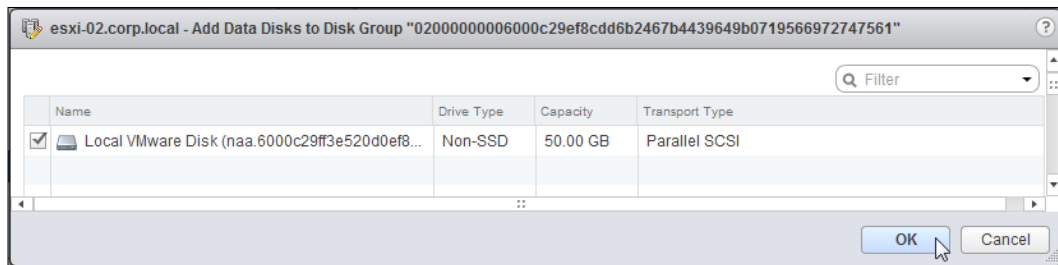 esxi-02.corp.local - Add Data Disks to Disk Group "02000000006000c29ef8cdd6b2467b4439649b0719566972747561"
Filter
Name Drive Type Capacity Transport Type
Local VMware Disk (naa.6000c29ff3e520d0ef8... Non-SSD 50.00 GB Parallel SCSI
OK Cancel